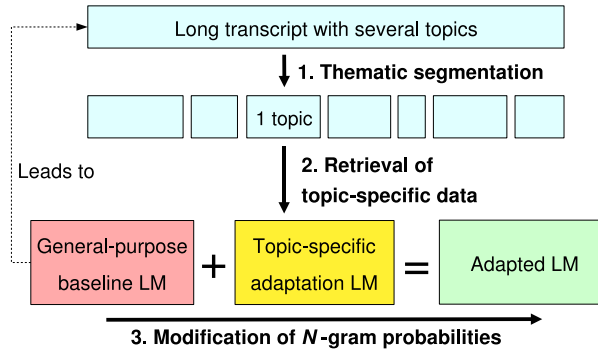 Long transcript with several topics
1. Thematic segmentation
1 topic
2. Retrieval of
topic-specific data
Leads to
General-purpose
baseline LM
+
Topic-specific
adaptation LM
=
Adapted LM
3. Modification of N-gram probabilities